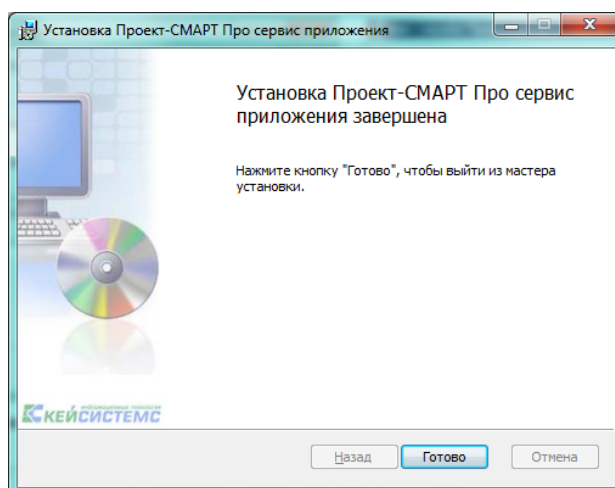 Установка Проект-СМАРТ Про сервис приложения
Установка Проект-СМАРТ Про сервис
приложения завершена
Нажмите кнопку "Готово", чтобы выйти из мастера
установки.
КЕЙСИСТЕМС
Назад
Готово
Отмена